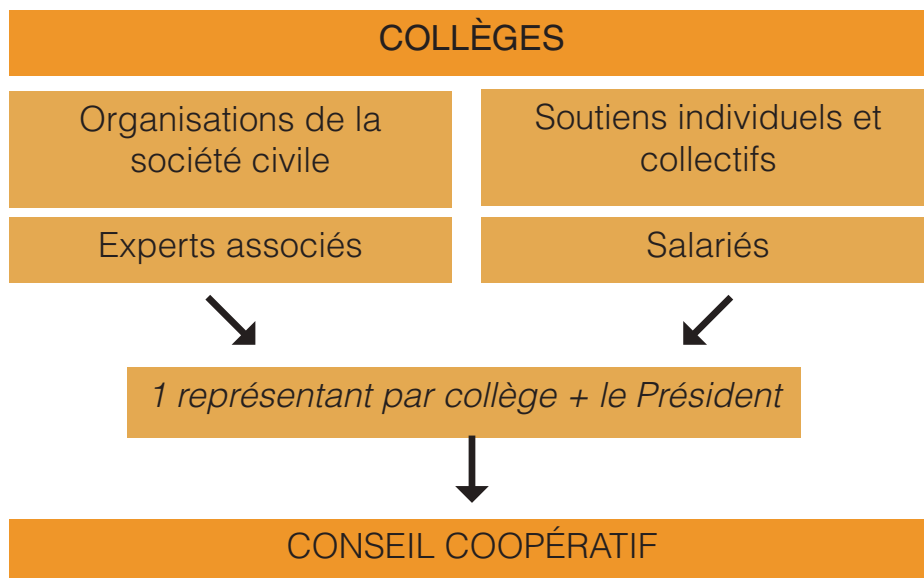 COLLÈGES
Organisations de la
société civile
Soutiens individuels et
collectifs
Experts associés
Salariés
1 représentant par collège + le Président
CONSEIL COOPÉRATIF